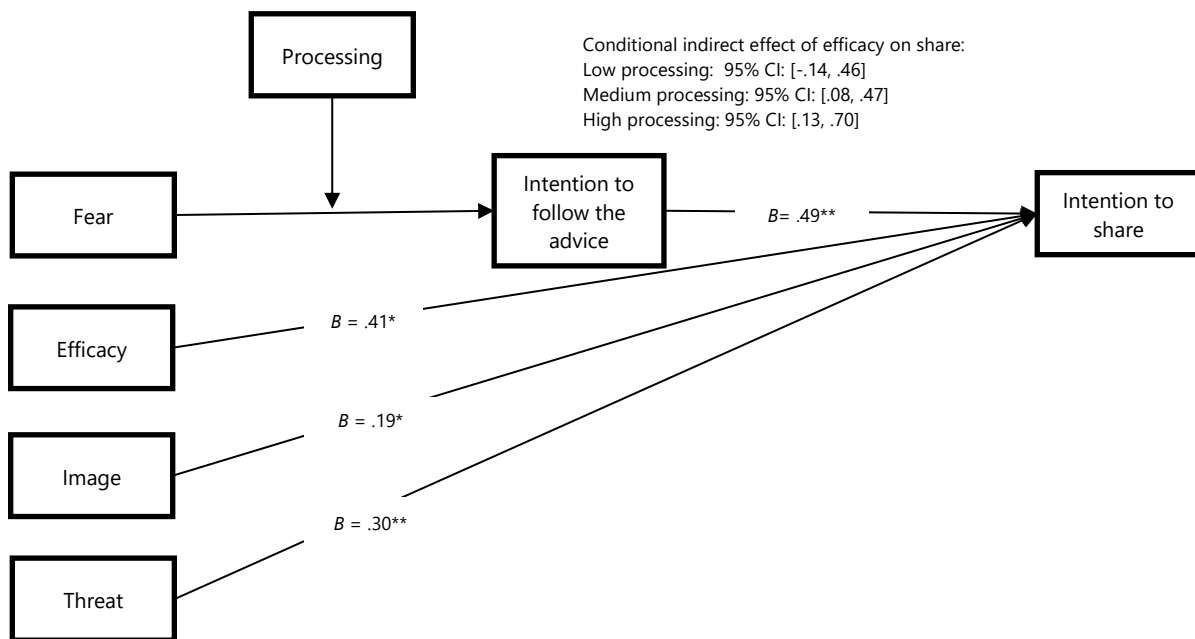 Processing
Conditional indirect effect of efficacy on share:
Low processing:  95% CI: [-.14, .46]
Medium processing: 95% CI: [.08, .47]
High processing: 95% CI: [.13, .70]
Fear
Intention to
follow the
advice
B= .49**
Intention to
share
Efficacy
B = .41*
Image
B = .19*
Threat
B = .30**